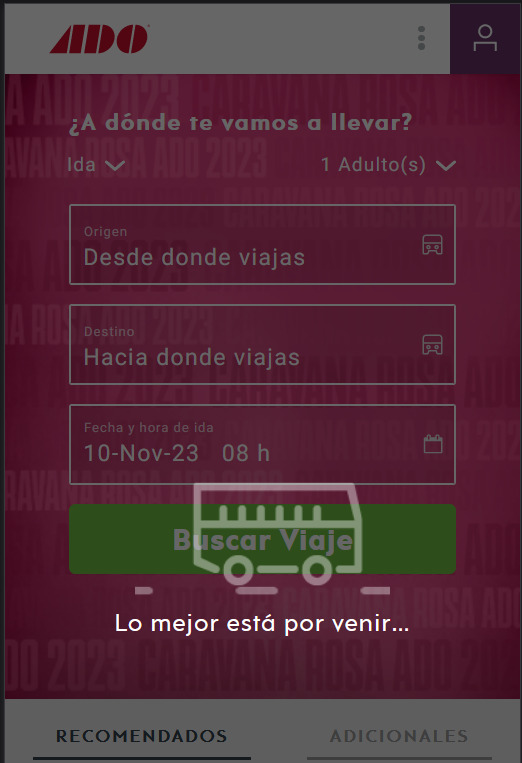 ADO
¿A dónde te vamos a llevar?
Ida
1 Adulto(s)
Origen
Desde donde viajas
Destino
Hacia donde viajas
Fecha y hora de ida
10-Nov-23 08 h
Buscar Viaje
Lo mejor está por venir...
CARAVANA ROSA ADO 2023
RECOMENDADOS
ADICIONALES